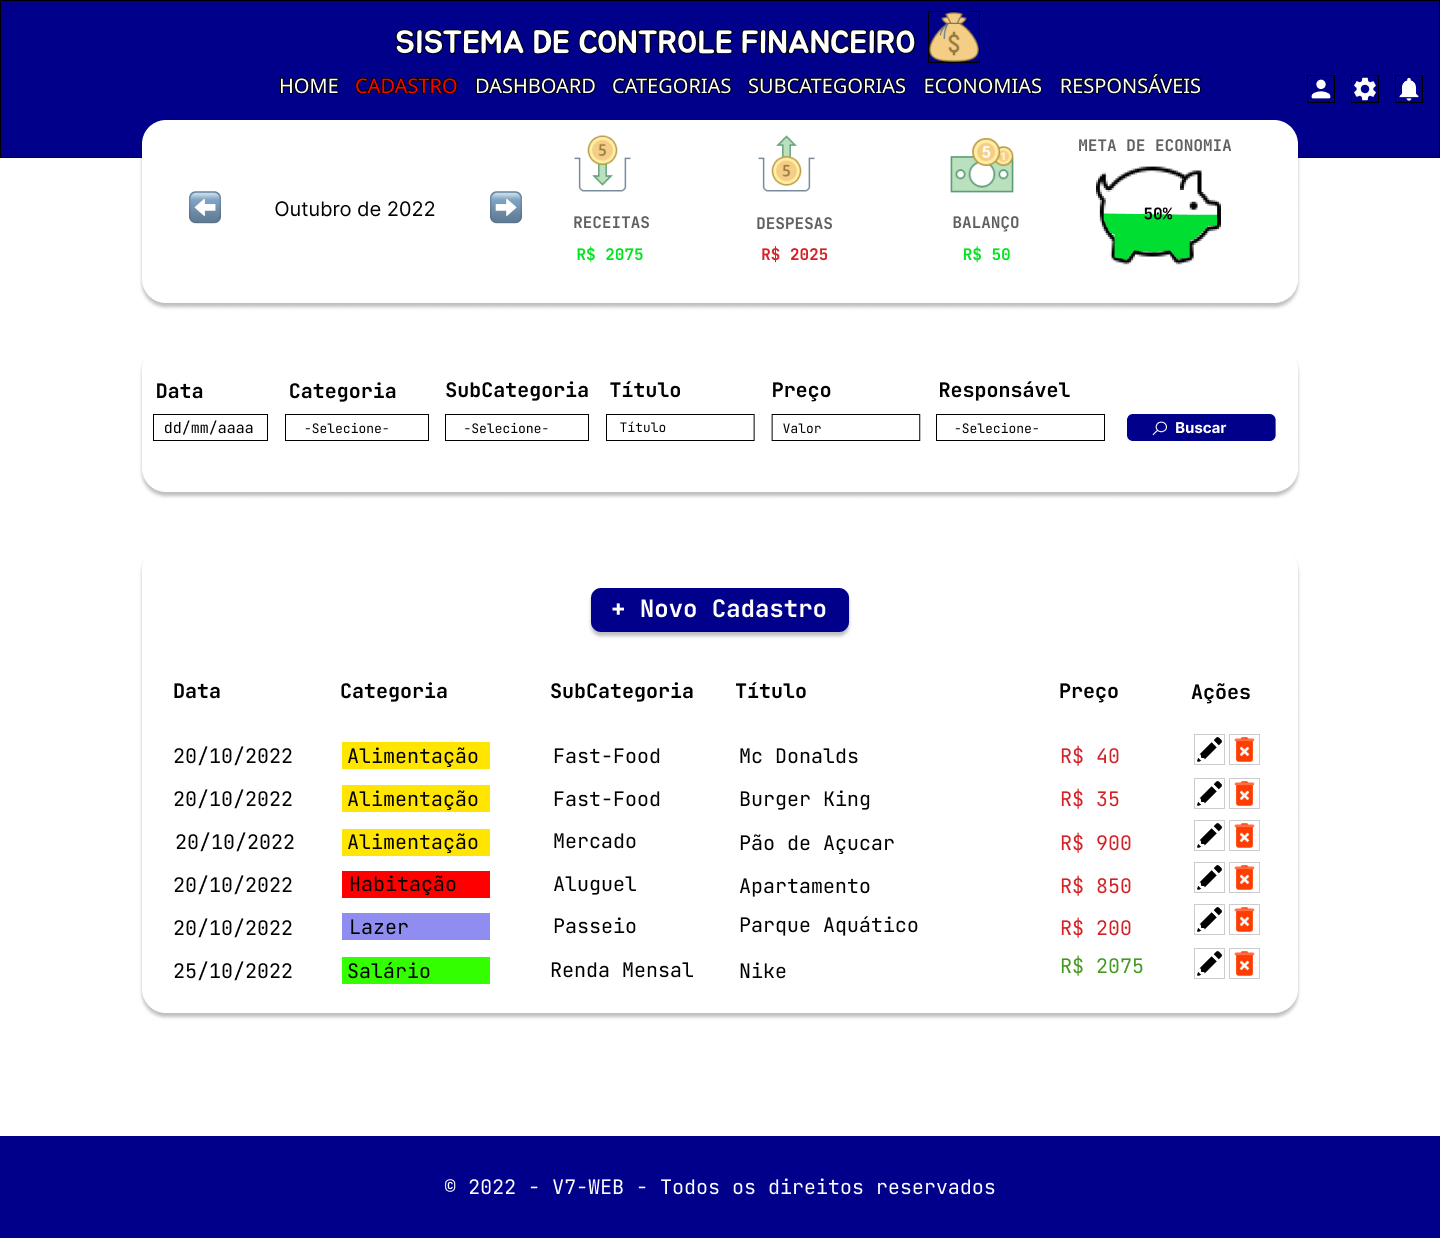 SISTEMA DE CONTROLE FINANCEIRO
HOME CADASTRO DASHBOARD CATEGORIAS SUBCATEGORIAS ECONOMIAS RESPONSÁVEIS
Outubro de 2022
5
RECEITAS
R$ 2075
5
DESPESAS
R$ 2025
5 1
BALANÇO
R$ 50
META DE ECONOMIA
50%
Data Categoria SubCategoria Título Preço Responsável
dd/mm/aaaa -Selecione- -Selecione- Título Valor -Selecione- Buscar
+ Novo Cadastro
Data Categoria SubCategoria Título Preço Ações
20/10/2022 Alimentação Fast-Food Mc Donalds R$ 40
20/10/2022 Alimentação Fast-Food Burger King R$ 35
20/10/2022 Alimentação Mercado Pão de Açucar R$ 900
20/10/2022 Habitação Aluguel Apartamento R$ 850
20/10/2022 Lazer Passeio Parque Aquático R$ 200
25/10/2022 Salário Renda Mensal Nike R$ 2075
© 2022 - V7-WEB - Todos os direitos reservados